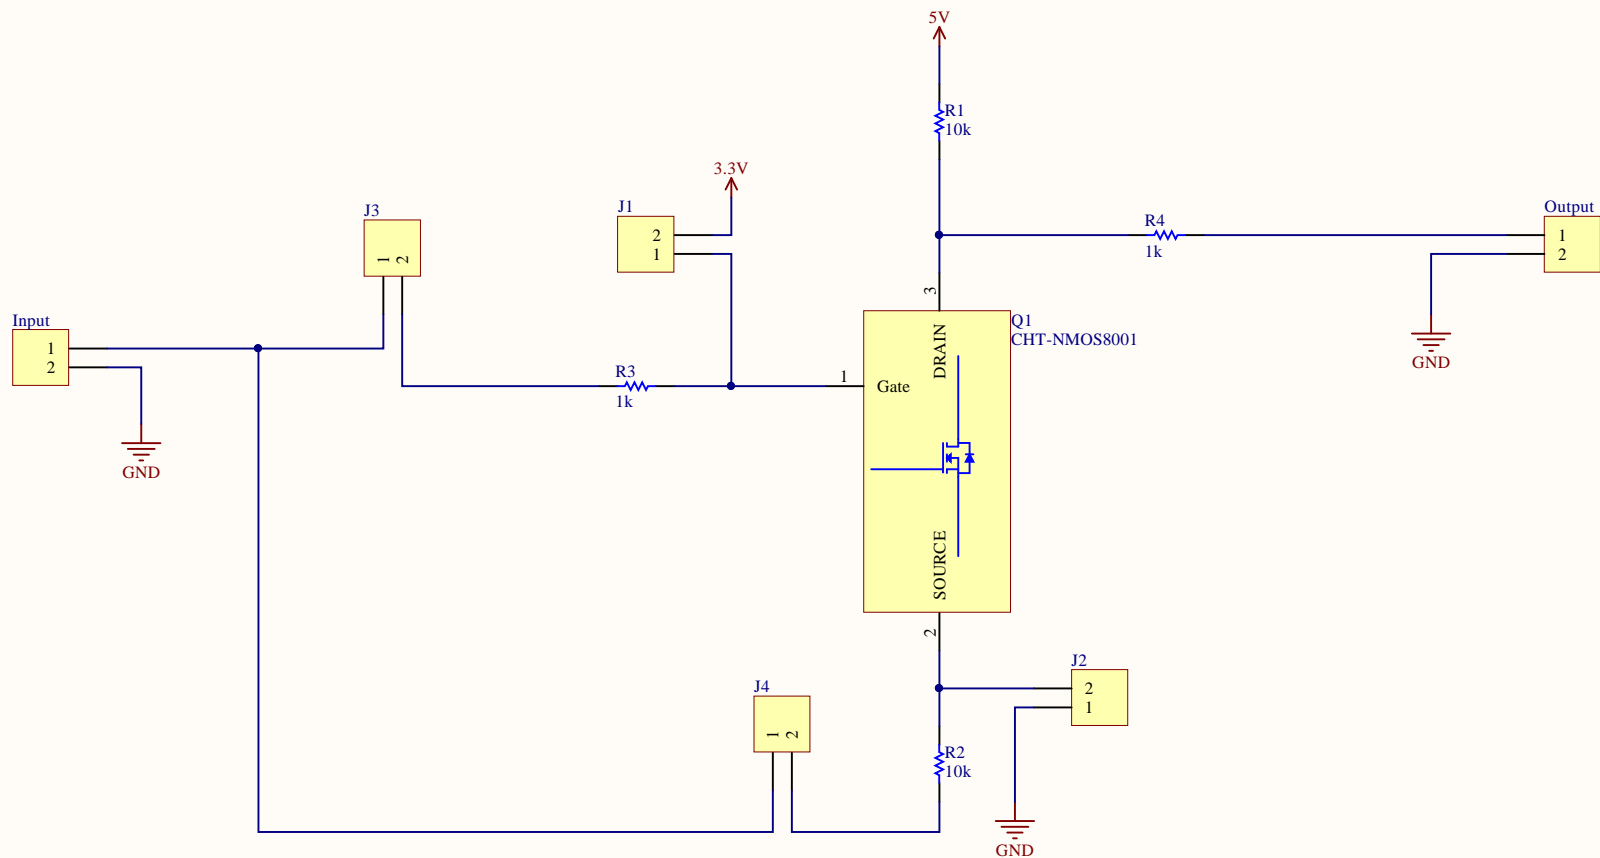 5V
R1
10k
3.3V
J3
J1
R4
Output
2
1
1k
1
2
1
2
3
Input
Q1
CHT-NMOS8001
DRAIN
1
2
GND
R3
1
Gate
1k
GND
SOURCE
2
J2
J4
2
1
1
2
R2
10k
GND